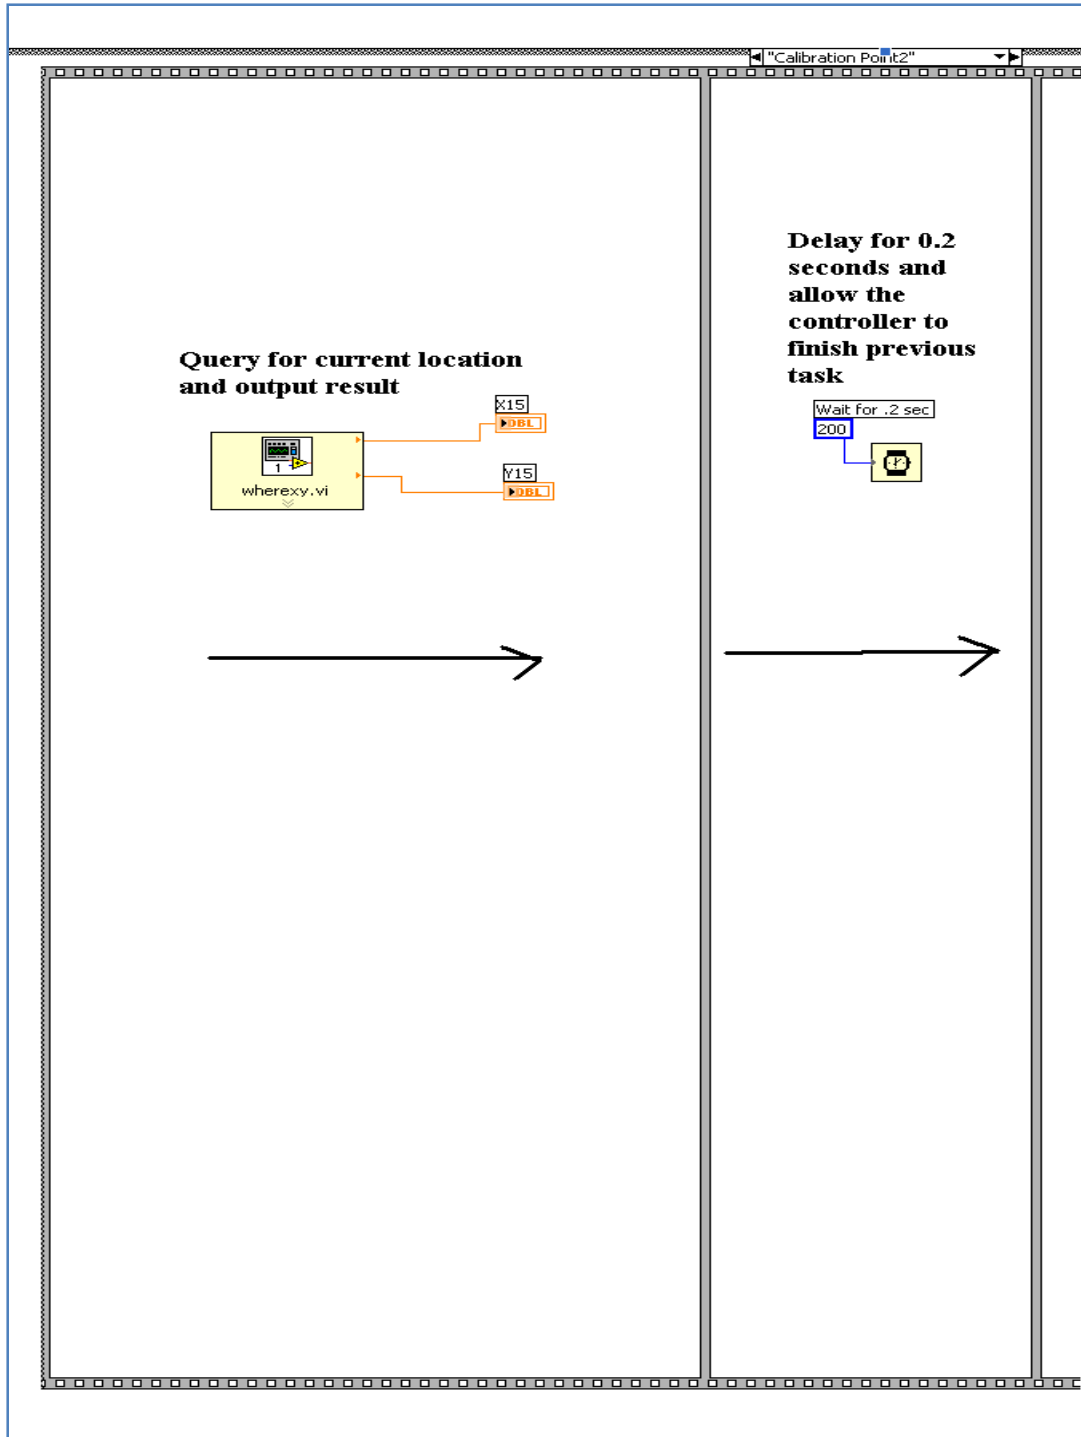 "Calibration Point2"
Delay for 0.2
seconds and
allow the
controller to
finish previous
task
Query for current location
and output result
X15
DBL
Wait for .2 sec
200
1
wherexy.vi
Y15
DBL